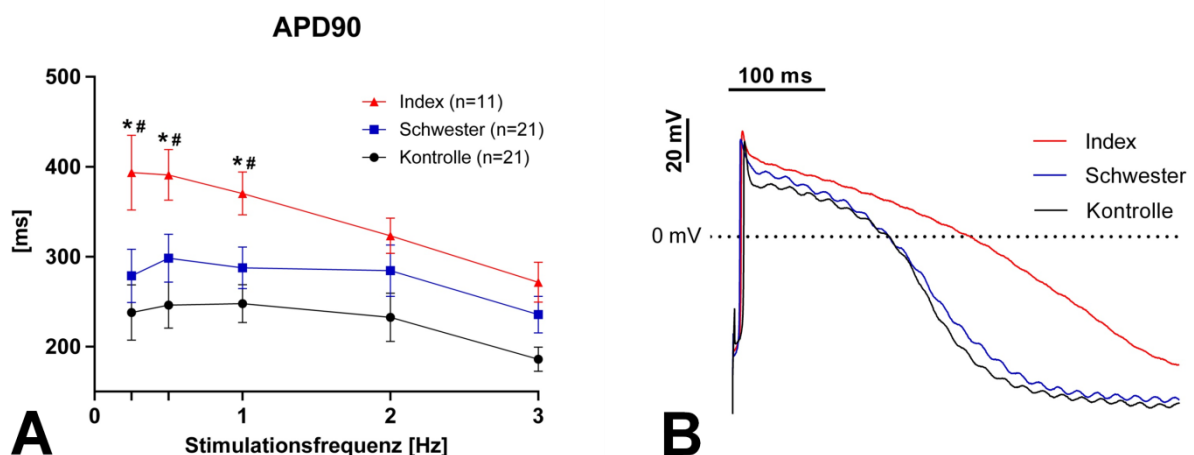 APD90
500
400
300
200
[ms]
*# *# *#
Index (n=11)
Schwester (n=21)
Kontrolle (n=21)
0 1 2 3
Stimulationsfrequenz [Hz]
A
100 ms
20 mV
Index
Schwester
Kontrolle
0 mV
B